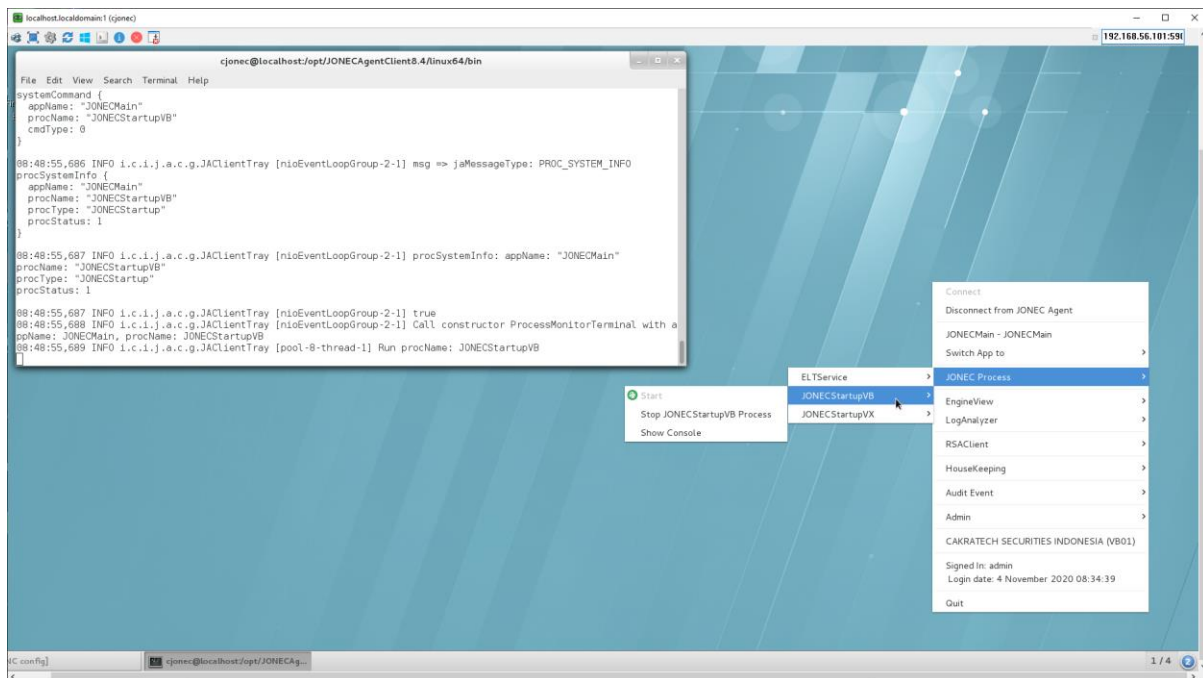 localhost.localdomain:1 (cjonec)
192.168.56.101:590
cjonec@localhost:/opt/JONECAgentClient8.4/linux64/bin
File Edit View Search Terminal Help
systemCommand {
appName: "JONECMain"
procName: "JONECStartupVB"
cmdType: 0
}
08:48:55,686 INFO i.c.i.j.a.c.g.JAClientTray [nioEventLoopGroup-2-1] msg => jaMessageType: PROC_SYSTEM_INFO
procSystemInfo {
appName: "JONECMain"
procName: "JONECStartupVB"
procType: "JONECStartup"
procStatus: 1
}
08:48:55,687 INFO i.c.i.j.a.c.g.JAClientTray [nioEventLoopGroup-2-1] procSystemInfo: appName: "JONECMain"
procName: "JONECStartupVB"
procType: "JONECStartup"
procStatus: 1
08:48:55,687 INFO i.c.i.j.a.c.g.JAClientTray [nioEventLoopGroup-2-1] true
08:48:55,688 INFO i.c.i.j.a.c.g.JAClientTray [nioEventLoopGroup-2-1] Call constructor ProcessMonitorTerminal with a
ppName: JONECMain, procName: JONECStartupVB
08:48:55,689 INFO i.c.i.j.a.c.g.JAClientTray [pool-8-thread-1] Run procName: JONECStartupVB
Start
Stop JONECStartupVB Process
Show Console
ELTService
JONECStartupVB
JONECStartupVX
Connect
Disconnect from JONEC Agent
JONECMain - JONECMain
Switch App to
JONEC Process
EngineView
LogAnalyzer
RSAClient
HouseKeeping
Audit Event
Admin
CAKRATECH SECURITIES INDONESIA (VB01)
Signed In: admin
Login date: 4 November 2020 08:34:39
Quit
IC config]
cjonec@localhost:/opt/JONECAg...
1 / 4
2